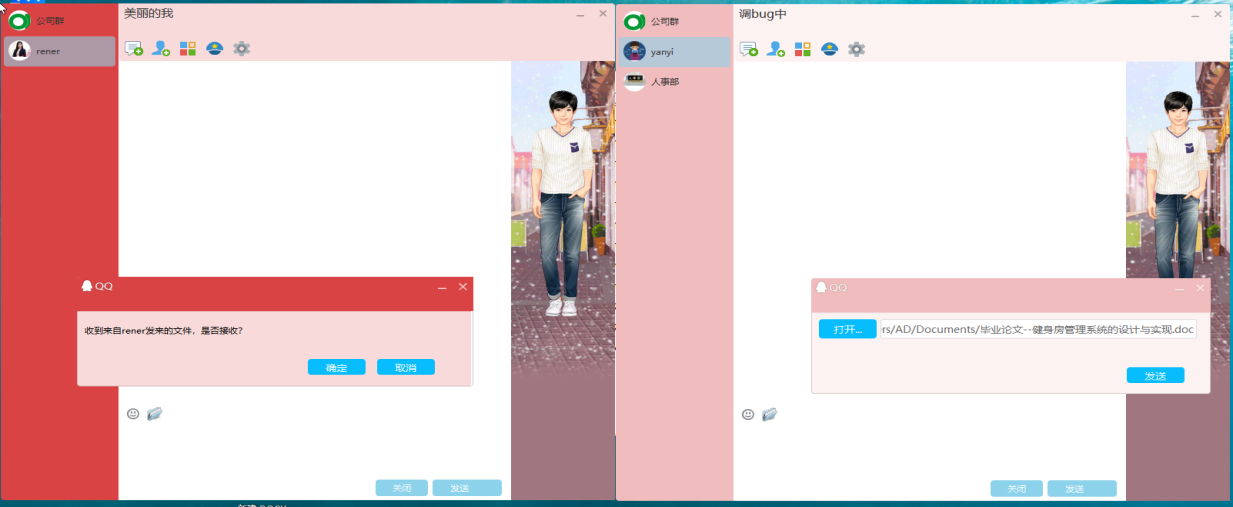 公司群
rener
美丽的我
QQ
收到来自rener发来的文件，是否接收?
确定
取消
关闭
发送
公司群
yanyi
人事部
调bug中
QQ
打开...
rs/AD/Documents/毕业论文--健身房管理系统的设计与实现.doc
发送
关闭
发送